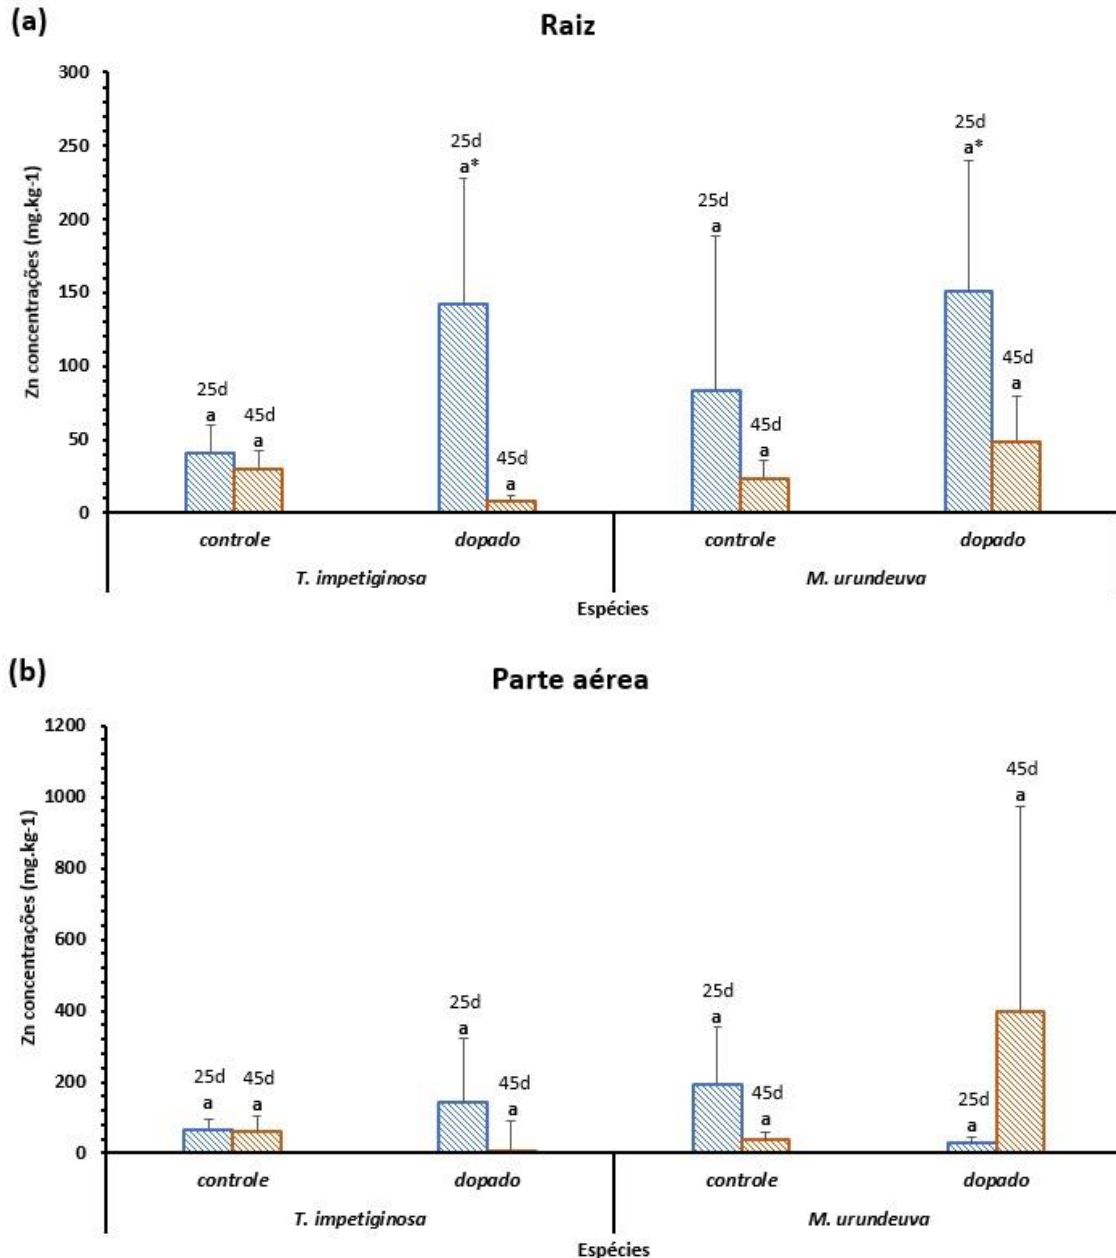 (a)
Raiz
Zn concentrações (mg.kg-1)
300
250
200
150
100
50
0
25d
a
45d
a
25d
a*
45d
a
25d
a
45d
a
25d
a*
45d
a
controle dopado controle dopado
T. impetiginosa M. urundeuva
Espécies
(b)
Parte aérea
Zn concentrações (mg.kg-1)
1200
1000
800
600
400
200
0
25d
a
45d
a
25d
a
45d
a
25d
a
45d
a
25d
a
45d
a
controle dopado controle dopado
T. impetiginosa M. urundeuva
Espécies